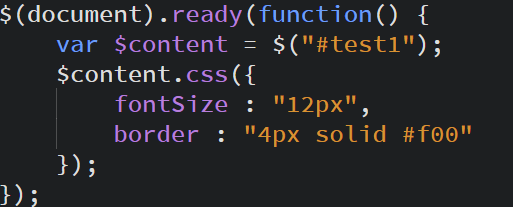 $(document).ready(function() {
    var $content = $("#test1");
    $content.css({
        fontSize : "12px",
        border : "4px solid #f00"
    });
});